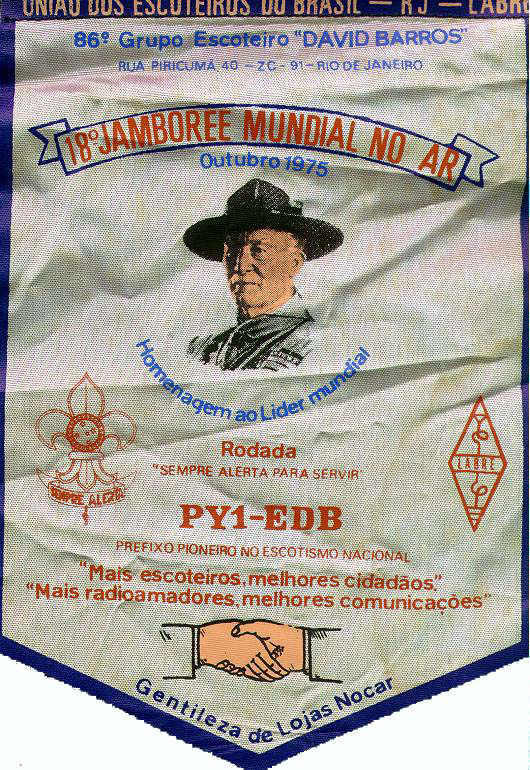 UNIÃO DOS ESCOTEIROS DO BRASIL — RJ — LABRE
86º Grupo Escoteiro "DAVID BARROS"
RUA PIRICUMÃ, 40 - ZC - 91 - RIO DE JANEIRO
18º JAMBOREE MUNDIAL NO AR
Outubro 1975
Homenagem ao Lider mundial
SEMPRE ALERTA
LABRE
Rodada
"SEMPRE ALERTA PARA SERVIR"
PY1-EDB
PREFIXO PIONEIRO NO ESCOTISMO NACIONAL
"Mais escoteiros, melhores cidadãos."
"Mais radioamadores, melhores comunicações"
Gentileza de Lojas Nocar